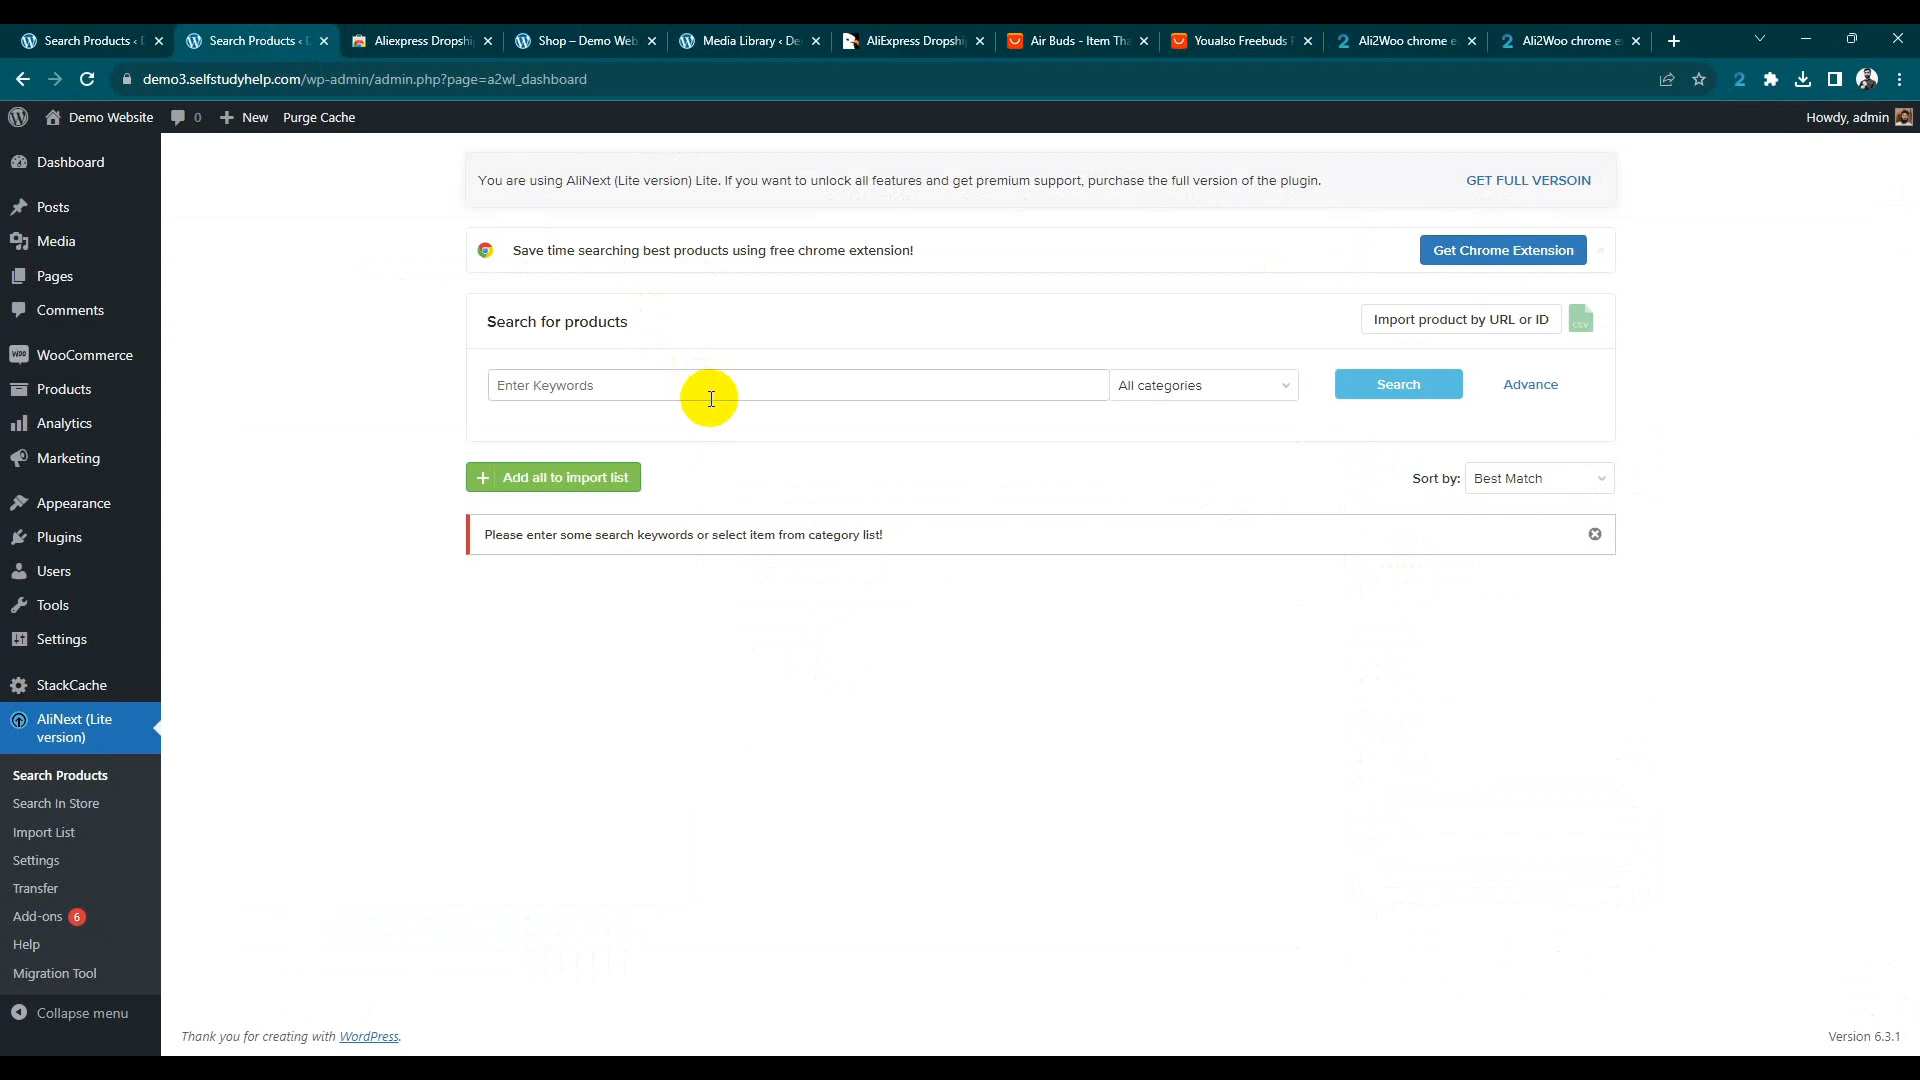 Search Products ‹ D
Search Products ‹ D
Aliexpress Dropshi
Shop – Demo Web
Media Library ‹ De
AliExpress Dropshi
Air Buds - Item Tha
Youalso Freebuds P
2 Ali2Woo chrome e
2 Ali2Woo chrome e
demo3.selfstudyhelp.com/wp-admin/admin.php?page=a2wl_dashboard
2
Demo Website
0
New
Purge Cache
Howdy, admin
Dashboard
Posts
Media
Pages
Comments
WooCommerce
Products
Analytics
Marketing
Appearance
Plugins
Users
Tools
Settings
StackCache
AliNext (Lite
version)
Search Products
Search In Store
Import List
Settings
Transfer
Add-ons 6
Help
Migration Tool
Collapse menu
You are using AliNext (Lite version) Lite. If you want to unlock all features and get premium support, purchase the full version of the plugin.
GET FULL VERSOIN
Save time searching best products using free chrome extension!
Get Chrome Extension
Search for products
Import product by URL or ID
CSV
Enter Keywords
All categories
Search
Advance
Add all to import list
Sort by: Best Match
Please enter some search keywords or select item from category list!
Thank you for creating with WordPress.
Version 6.3.1